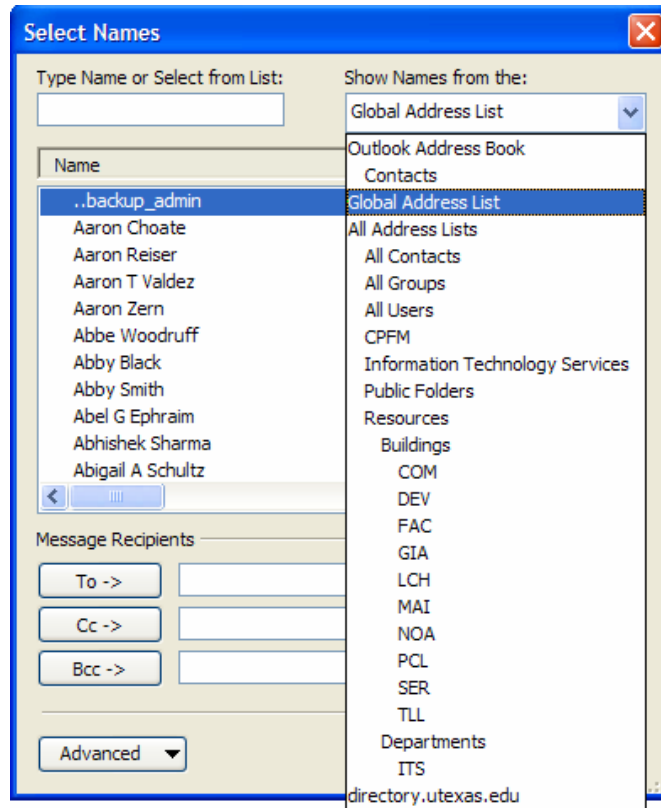 Select Names
Type Name or Select from List:
Show Names from the:
Global Address List
Name
..backup_admin
Aaron Choate
Aaron Reiser
Aaron T Valdez
Aaron Zern
Abbe Woodruff
Abby Black
Abby Smith
Abel G Ephraim
Abhishek Sharma
Abigail A Schultz
Outlook Address Book
Contacts
Global Address List
All Address Lists
All Contacts
All Groups
All Users
CPFM
Information Technology Services
Public Folders
Resources
Buildings
COM
DEV
FAC
GIA
LCH
MAI
NOA
PCL
SER
TLL
Departments
ITS
directory.utexas.edu
Message Recipients
To ->
Cc ->
Bcc ->
Advanced